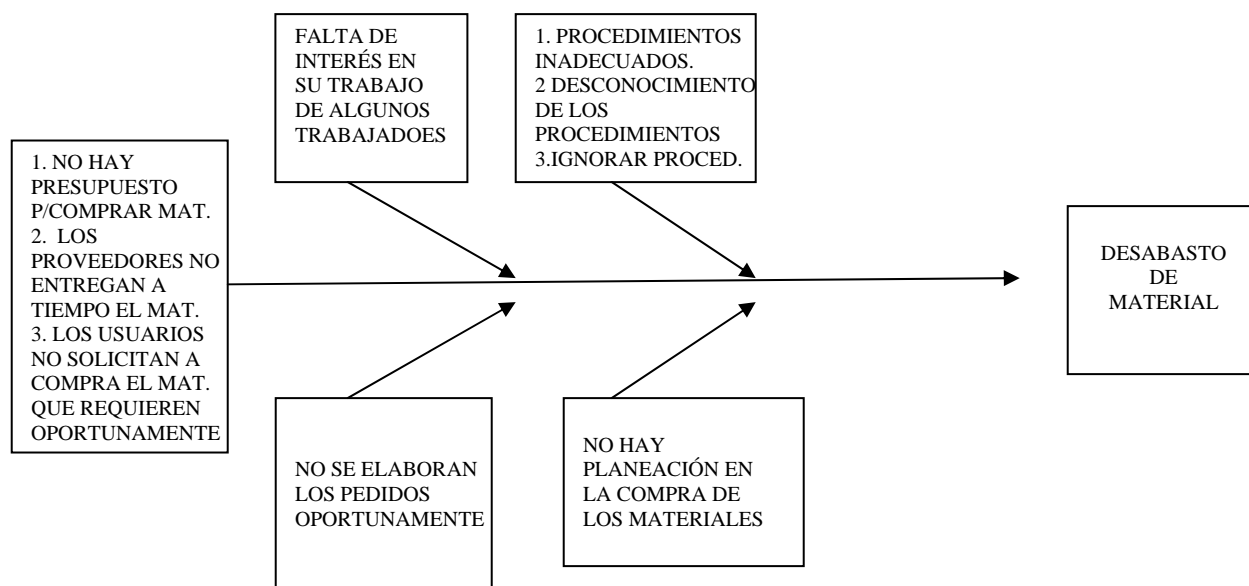 FALTA DE
INTERÉS EN
SU TRABAJO
DE ALGUNOS
TRABAJADOES
1. PROCEDIMIENTOS
INADECUADOS.
2 DESCONOCIMIENTO
DE LOS
PROCEDIMIENTOS
3.IGNORAR PROCED.
1. NO HAY
PRESUPUESTO
P/COMPRAR MAT.
2. LOS
PROVEEDORES NO
ENTREGAN A
TIEMPO EL MAT.
3. LOS USUARIOS
NO SOLICITAN A
COMPRA EL MAT.
QUE REQUIEREN
OPORTUNAMENTE
DESABASTO
DE
MATERIAL
NO SE ELABORAN
LOS PEDIDOS
OPORTUNAMENTE
NO HAY
PLANEACIÓN EN
LA COMPRA DE
LOS MATERIALES